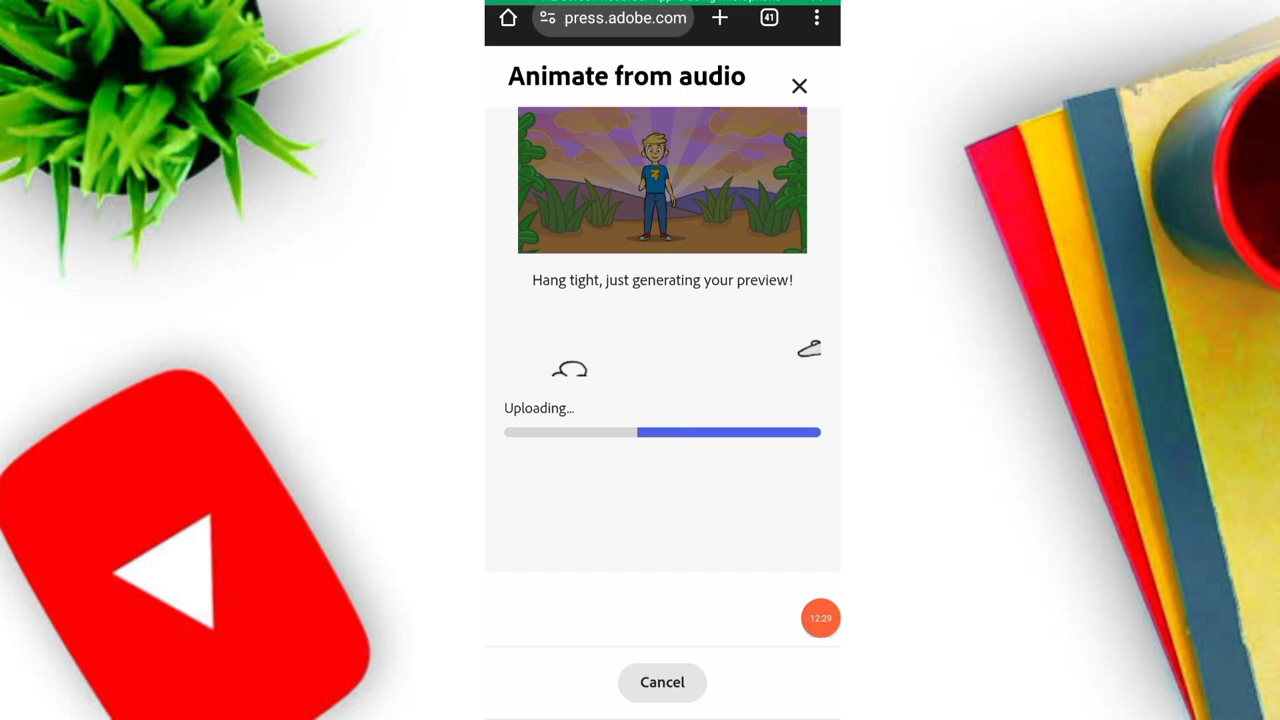 press.adobe.com
41
Animate from audio
Hang tight, just generating your preview!
Uploading...
12:29
Cancel